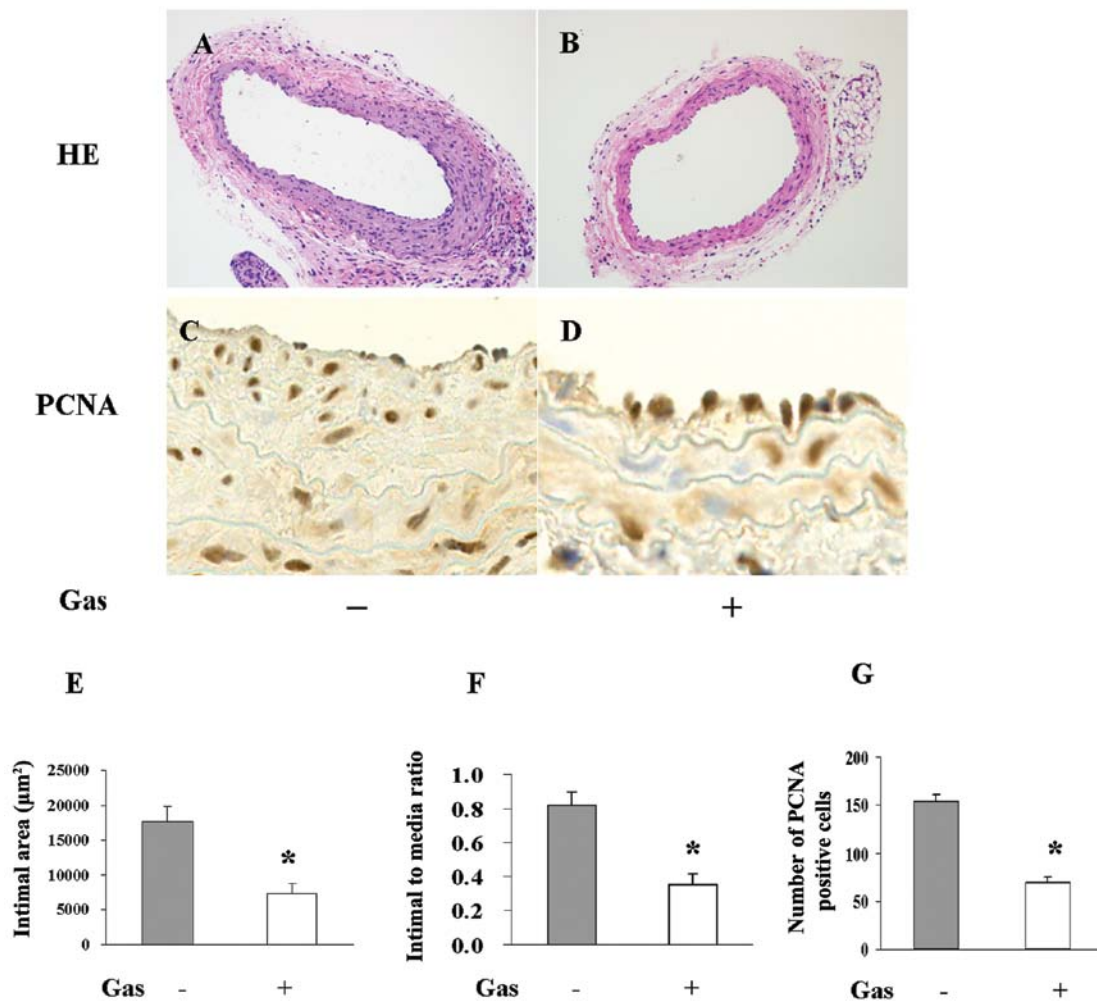 A
B
HE
C
D
PCNA
Gas − +
E
F
G
Intimal area (μm²)
25000
20000
15000
10000
5000
0
*
Gas - +
Intimal to media ratio
1.0
0.8
0.6
0.4
0.2
0.0
*
Gas - +
Number of PCNA
positive cells
200
150
100
50
0
*
Gas - +